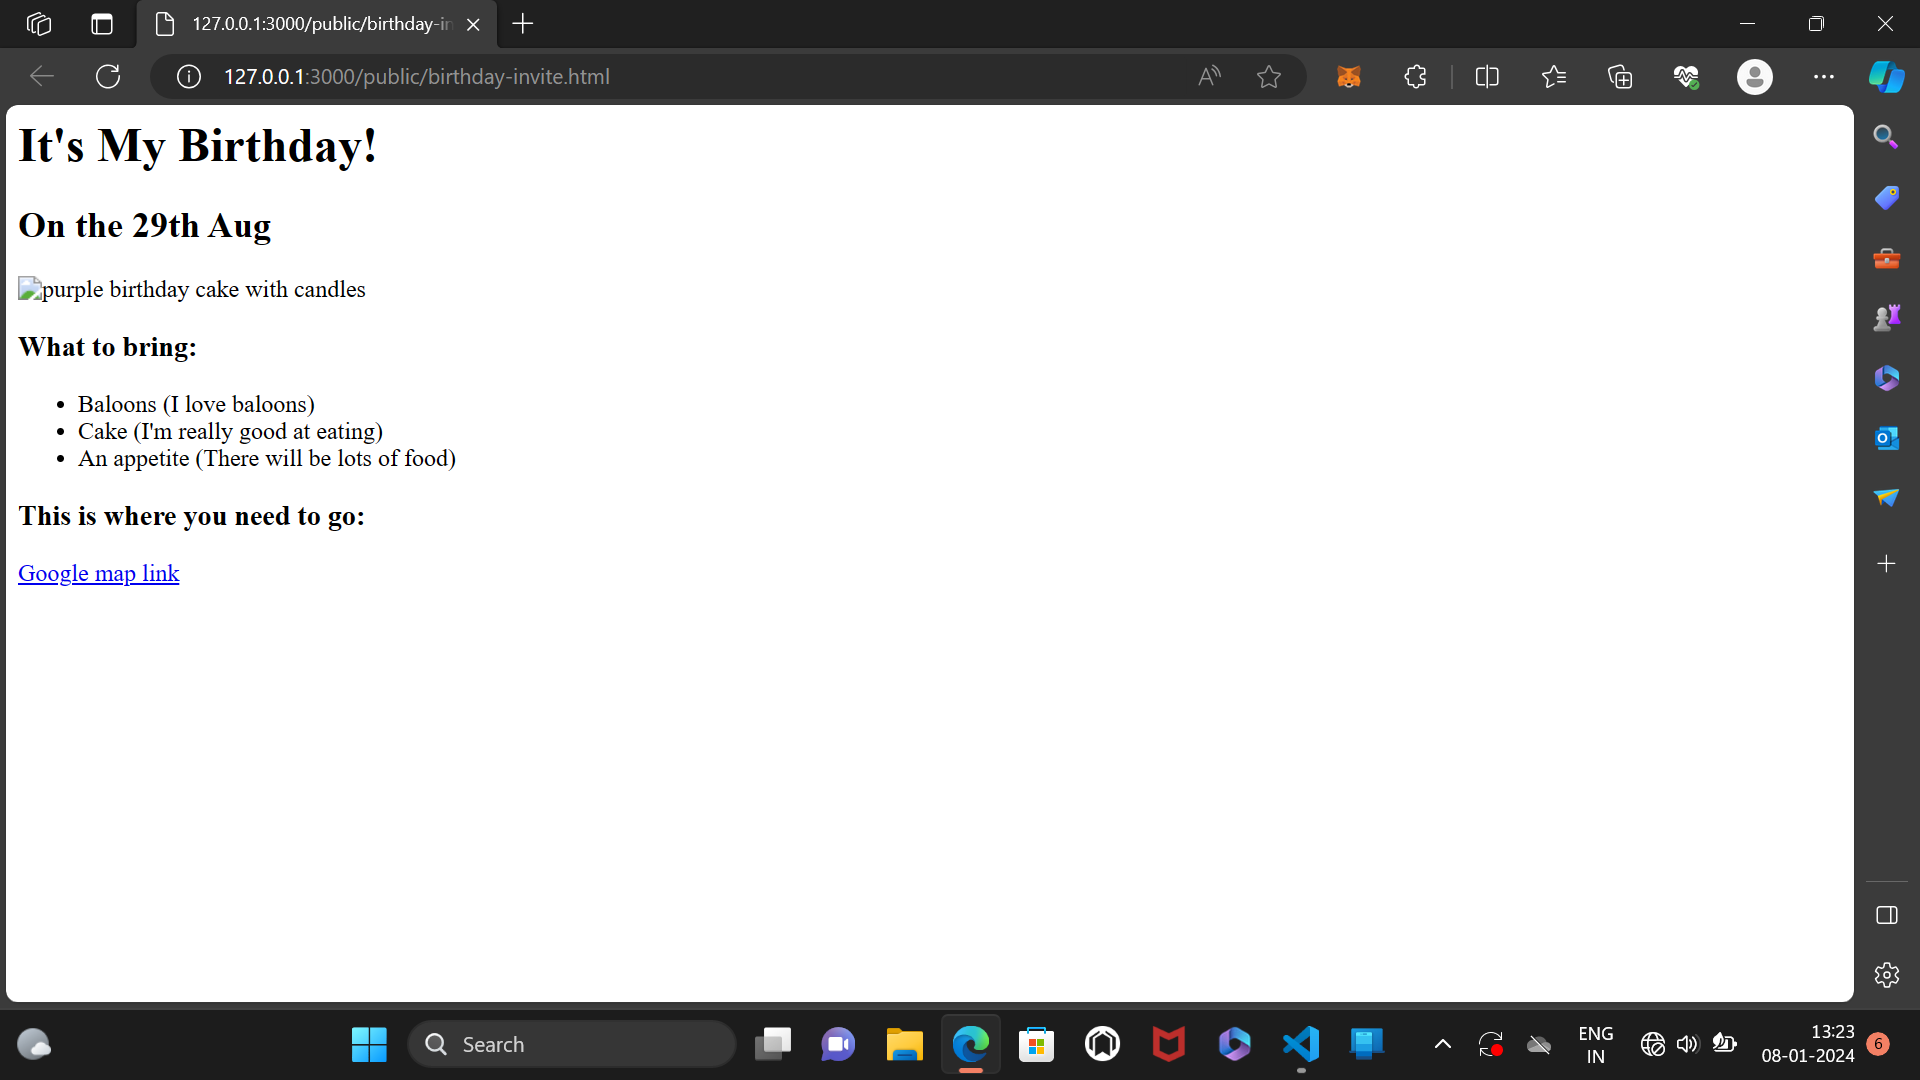 127.0.0.1:3000/public/birthday-in
127.0.0.1:3000/public/birthday-invite.html
It's My Birthday!
On the 29th Aug
purple birthday cake with candles
What to bring:
• Baloons (I love baloons)
• Cake (I'm really good at eating)
• An appetite (There will be lots of food)
This is where you need to go:
Google map link
Search
ENG
IN
13:23
08-01-2024
6